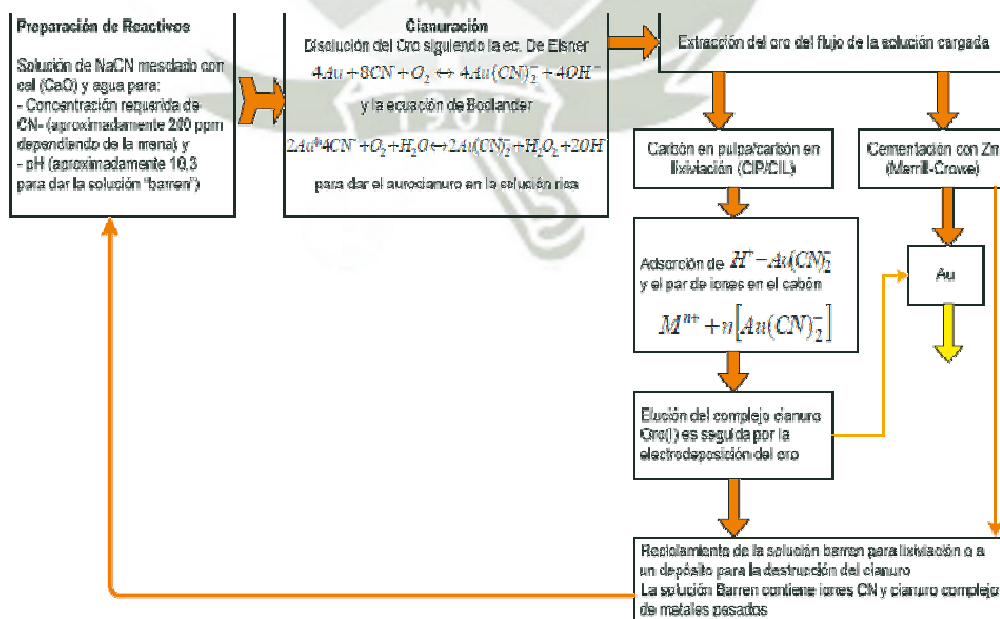 Preparación de Reactivos
Solución de NaCN mesclado con
cal (CaO) y agua para:
- Concentración requerida de
CN- (aproximadamente 200 ppm
dependiendo de la mena) y
- pH (aproximadamente 10,3
para dar la solución "barren")
Cianuración
Disolución del Oro siguiendo la ec. De Elsner
4Au + 8CN⁻ + O₂ ↔ 4Au(CN)₂⁻ + 4OH⁻
y la ecuación de Bodlander
2Au+4CN⁻+O₂+H₂O↔2Au(CN)₂⁻+H₂O₂+2OH
para dar el aurocianuro en la solución rica
Extracción del oro del flujo de la solución cargada
Carbón en pulpa/carbón en
lixiviación (CIP/CIL)
Cementación con Zn
(Merrill-Crowe)
Adsorción de H⁺ − Au(CN)₂⁻
y el par de iones en el cabón
Mⁿ⁺ + n[Au(CN)₂⁻]
Au
Elución del complejo cianuro
Oro(I) es seguida por la
electrodeposición del oro
Reciclamiento de la solución barren para lixiviación o a
un depósito para la destrucción del cianuro
La solución Barren contiene iones CN y cianuro complejo
de metales pesados